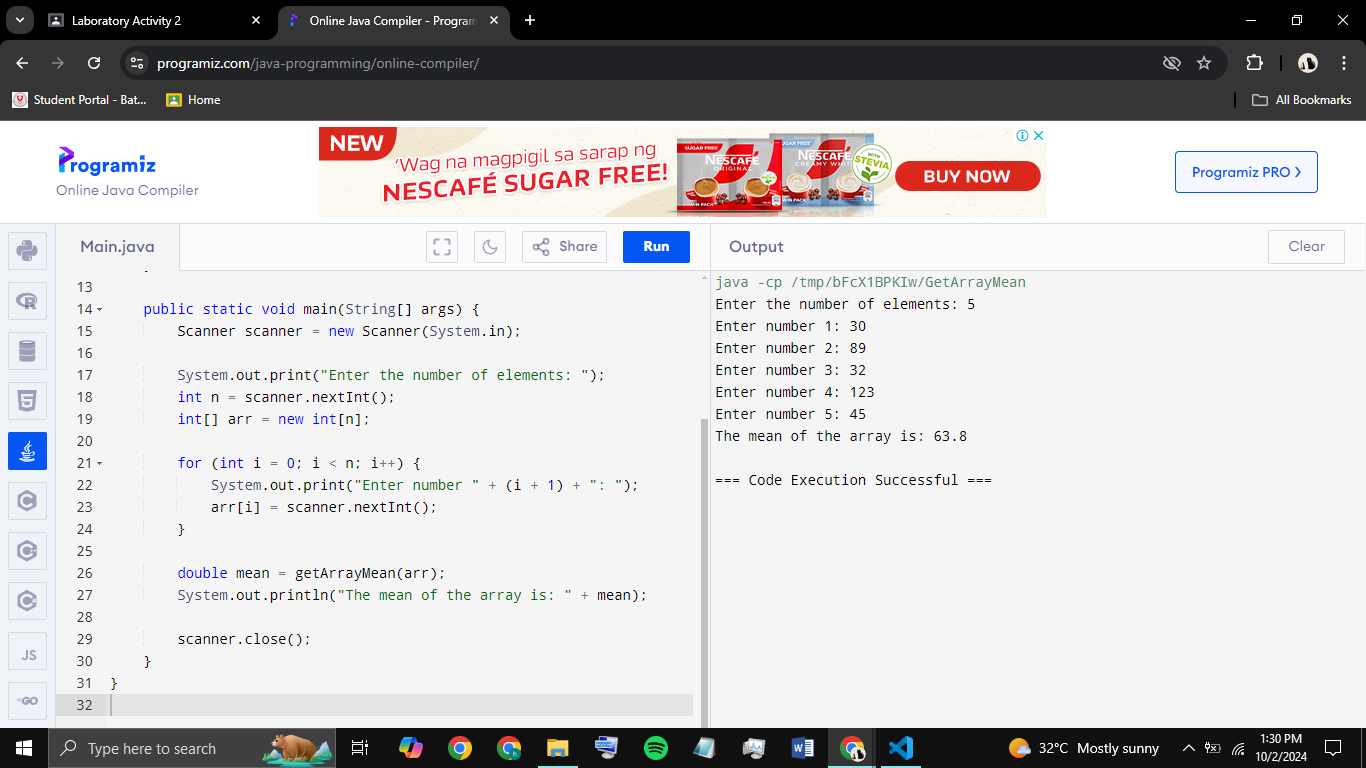 Laboratory Activity 2
Online Java Compiler - Program
programiz.com/java-programming/online-compiler/
Student Portal - Bat...
Home
All Bookmarks
Programiz
Online Java Compiler
NEW
'Wag na magpigil sa sarap ng
NESCAFÉ SUGAR FREE!
SUGAR FREE
NESCAFÉ
ORIGINAL
SUGAR FREE
NESCAFÉ
CREAMY WHITE
WITH
STEVIA
BUY NOW
Programiz PRO >
Main.java
Share
Run
Output
Clear
13
14     public static void main(String[] args) {
15         Scanner scanner = new Scanner(System.in);
16
17         System.out.print("Enter the number of elements: ");
18         int n = scanner.nextInt();
19         int[] arr = new int[n];
20
21         for (int i = 0; i < n; i++) {
22             System.out.print("Enter number " + (i + 1) + ": ");
23             arr[i] = scanner.nextInt();
24         }
25
26         double mean = getArrayMean(arr);
27         System.out.println("The mean of the array is: " + mean);
28
29         scanner.close();
30     }
31 }
32
java -cp /tmp/bFcX1BPKIw/GetArrayMean
Enter the number of elements: 5
Enter number 1: 30
Enter number 2: 89
Enter number 3: 32
Enter number 4: 123
Enter number 5: 45
The mean of the array is: 63.8
=== Code Execution Successful ===
JS
GO
Type here to search
32°C Mostly sunny
1:30 PM
10/2/2024